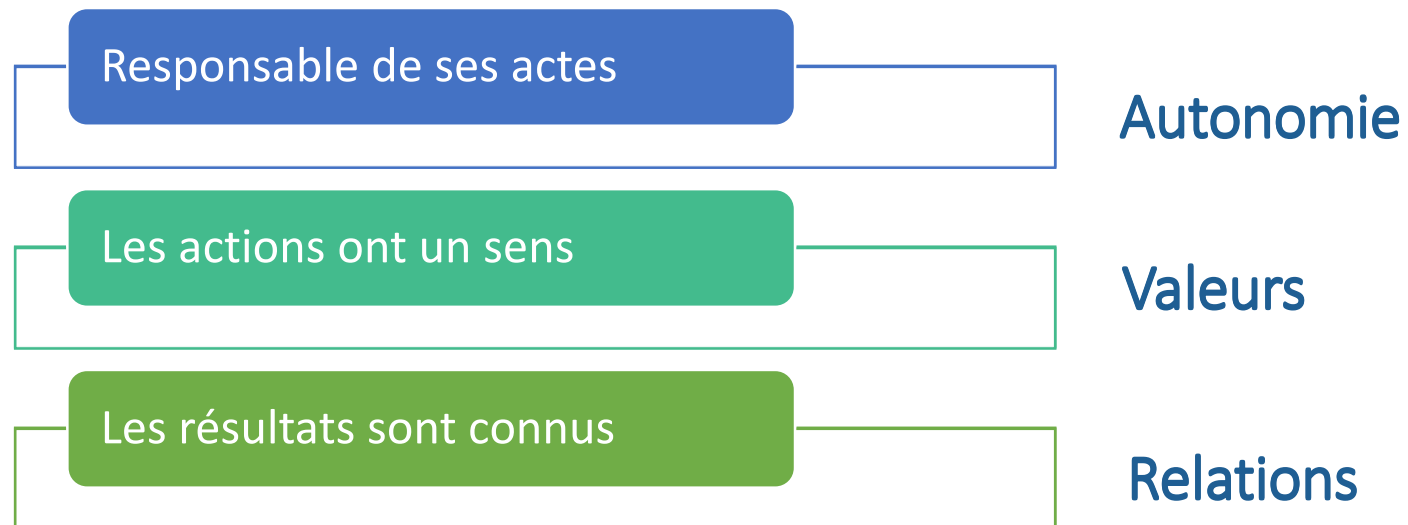 Responsable de ses actes
Autonomie
Les actions ont un sens
Valeurs
Les résultats sont connus
Relations